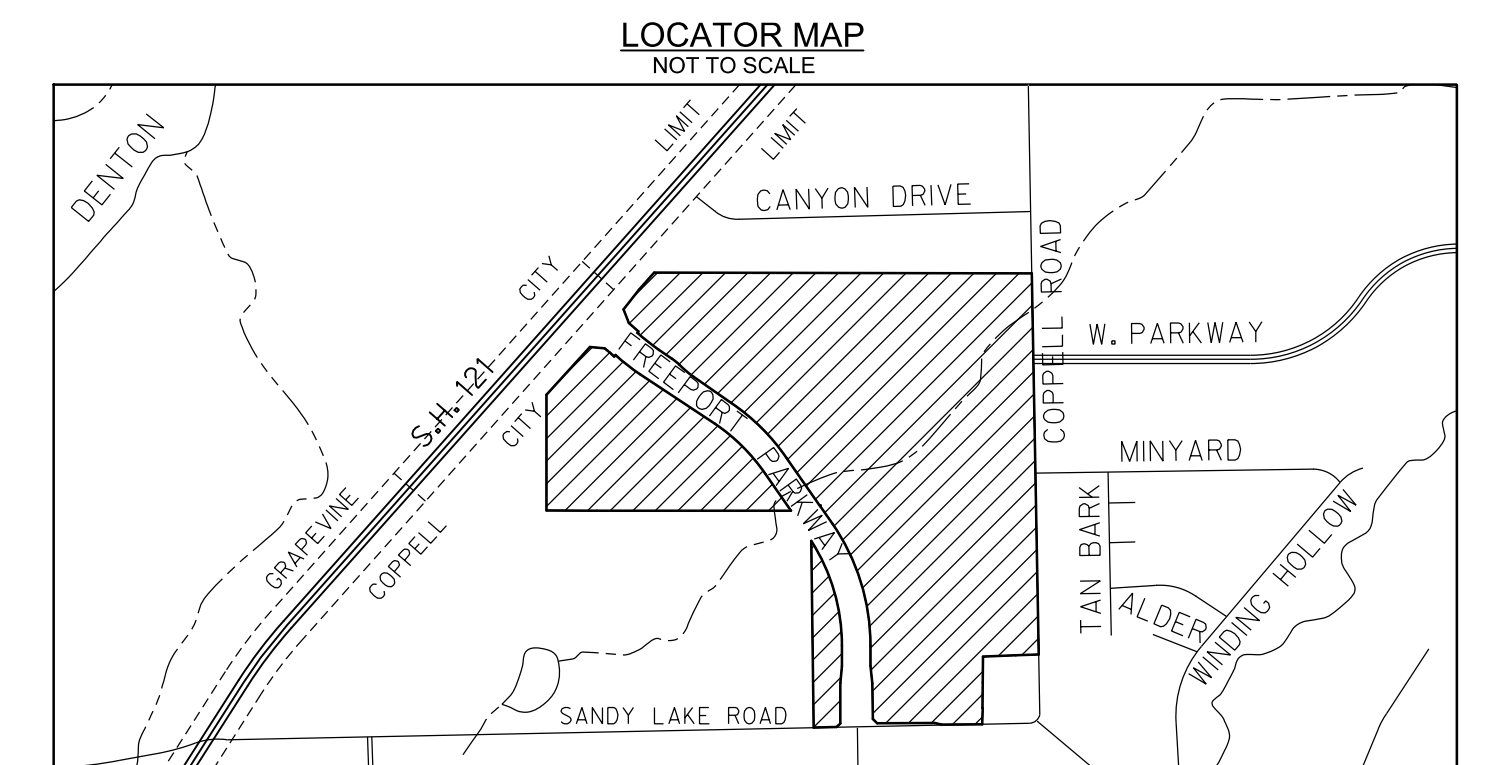 LOCATOR MAP
NOT TO SCALE
DENTON
LIMIT
LIMIT
CANYON DRIVE
CITY
COPPELL ROAD
W. PARKWAY
FREEPORT PARKWAY
S.H. 121
CITY
MINYARD
GRAPEVINE
COPPELL
TAN BARK
WINDING HOLLOW
ALDER
SANDY LAKE ROAD